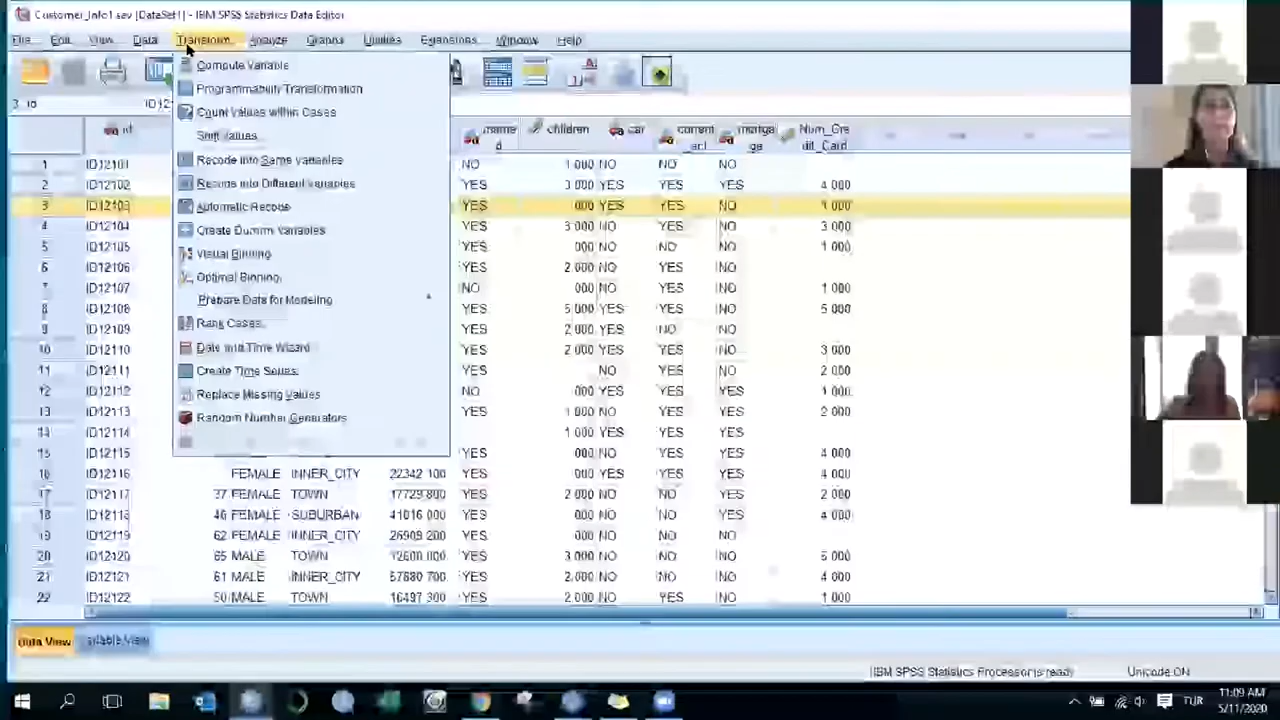 Customer_Info1.sav [DataSet1] - IBM SPSS Statistics Data Editor
File Edit View Data Transform Analyze Graphs Utilities Extensions Window Help
Compute Variable
Programmability Transformation
Count Values within Cases
Shift Values
Recode into Same Variables
Recode into Different Variables
Automatic Recode
Create Dummy Variables
Visual Binning
Optimal Binning
Prepare Data for Modeling
Rank Cases
Date and Time Wizard
Create Time Series
Replace Missing Values
Random Number Generators
3 : id ID12
id children car current_act mortgage Num_Credit_Card
1 ID12101 NO 1.000 NO NO NO
2 ID12102 YES 3.000 YES YES YES 4.000
3 ID12103 YES .000 YES YES NO 1.000
4 ID12104 YES 3.000 NO YES NO 3.000
5 ID12105 YES .000 NO NO NO 1.000
6 ID12106 YES 2.000 NO YES NO
7 ID12107 NO .000 NO YES NO 1.000
8 ID12108 YES 5.000 YES YES NO 5.000
9 ID12109 YES 2.000 YES NO NO
10 ID12110 YES 2.000 YES YES NO 3.000
11 ID12111 YES NO YES NO 2.000
12 ID12112 NO .000 YES YES YES 1.000
13 ID12113 YES 1.000 NO YES NO 2.000
14 ID12114 1.000 YES YES YES
15 ID12115 YES .000 NO YES YES 4.000
16 ID12116 FEMALE INNER_CITY 22342.100 YES .000 YES YES YES 4.000
17 ID12117 37 FEMALE TOWN 17729.800 YES 2.000 NO NO YES 2.000
18 ID12118 46 FEMALE SUBURBAN 41016.000 YES .000 NO NO YES 4.000
19 ID12119 62 FEMALE INNER_CITY 26909.200 YES .000 NO NO NO
20 ID12120 65 MALE TOWN YES 3.000 NO NO NO
21 ID12121 61 MALE INNER_CITY 57880.700 YES 2.000 NO NO NO 4.000
22 ID12122 50 MALE TOWN 16497.300 YES 2.000 NO YES NO 1.000
Data View Variable View
IBM SPSS Statistics Processor is ready Unicode:ON
TUR
11:09 AM
5/11/2020